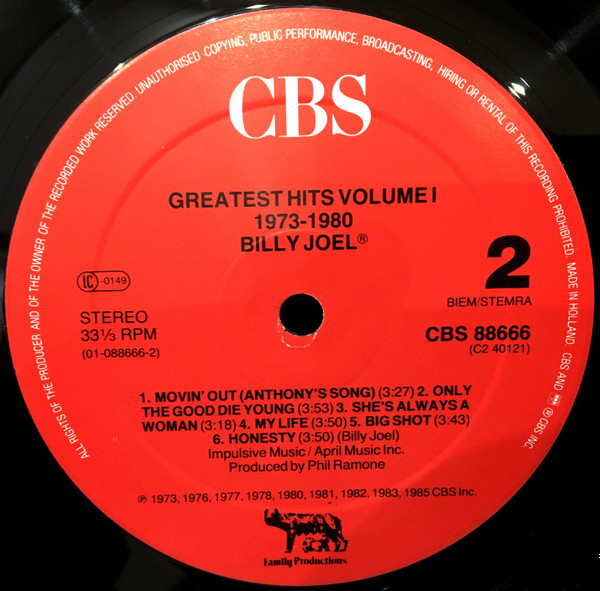 ALL RIGHTS OF THE PRODUCER AND OF THE OWNER OF THE RECORDED WORK RESERVED. UNAUTHORISED COPYING, PUBLIC PERFORMANCE, BROADCASTING, HIRING OR RENTAL OF THIS RECORDING PROHIBITED. MADE IN HOLLAND. CBS AND ® CBS INC.
CBS
GREATEST HITS VOLUME I
1973-1980
BILLY JOEL®
2
LC-0149
BIEM/STEMRA
STEREO
33⅓ RPM
(01-088666-2)
CBS 88666
(C2 40121)
1. MOVIN' OUT (ANTHONY'S SONG) (3:27) 2. ONLY
THE GOOD DIE YOUNG (3:53) 3. SHE'S ALWAYS A
WOMAN (3:18) 4. MY LIFE (3:50) 5. BIG SHOT (3:43)
6. HONESTY (3:50) (Billy Joel)
Impulsive Music / April Music Inc.
Produced by Phil Ramone
℗ 1973, 1976, 1977, 1978, 1980, 1981, 1982, 1983, 1985 CBS Inc.
Family Productions